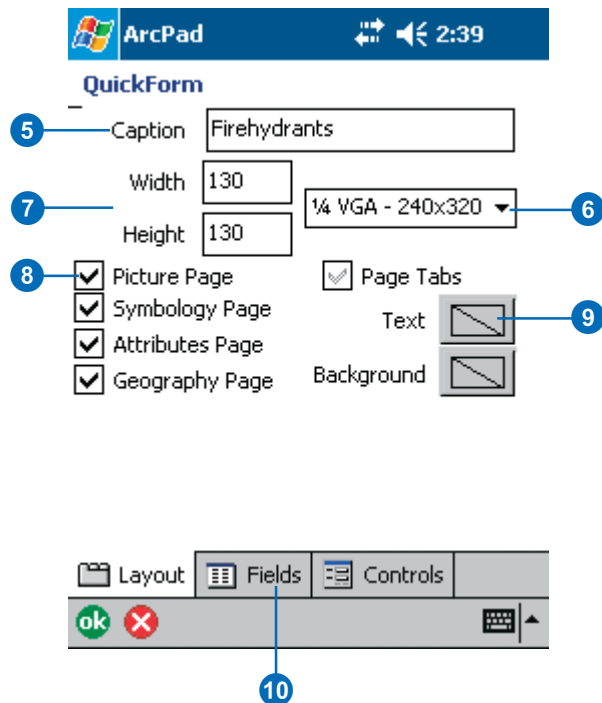 ArcPad 2:39
QuickForm
5 Caption Firehydrants
Width 130
7 ¼ VGA - 240x320 6
Height 130
8 Picture Page Page Tabs
Symbology Page Text 9
Attributes Page
Geography Page Background
Layout Fields Controls
ok
10